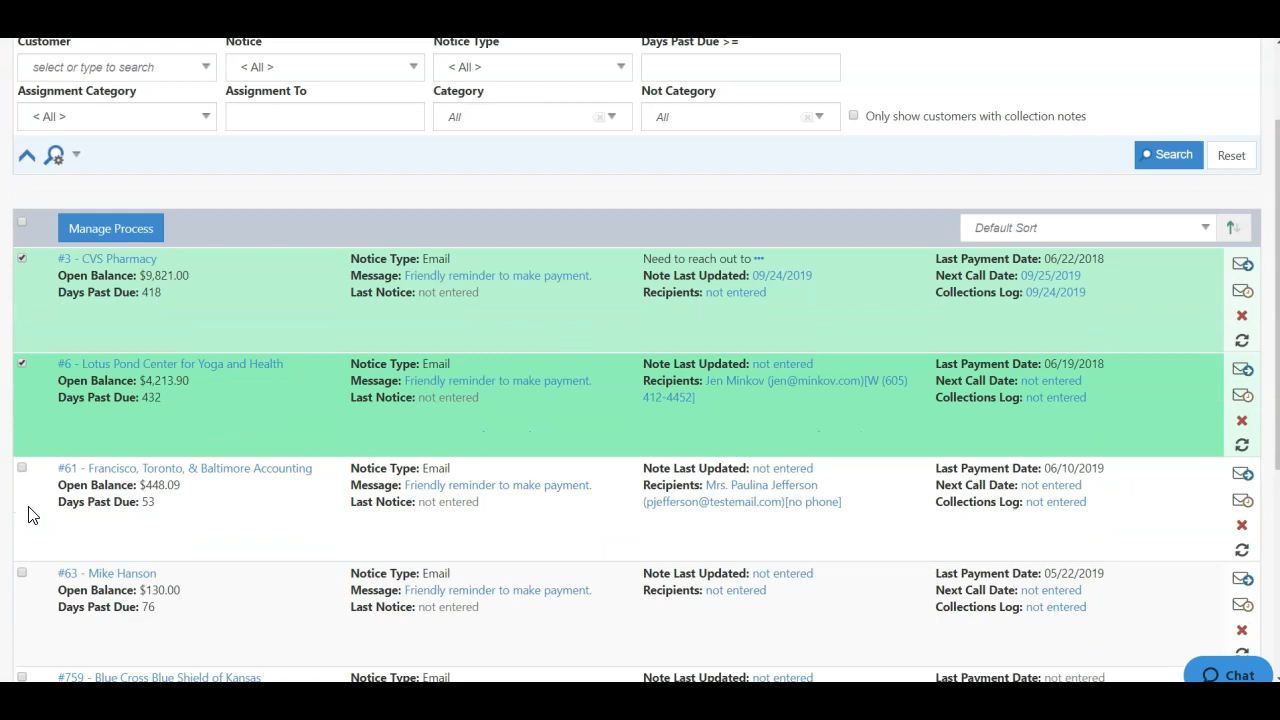 Customer Notice Notice Type Days Past Due >=
select or type to search < All > < All >
Assignment Category Assignment To Category Not Category
< All > All All Only show customers with collection notes
Search Reset
Manage Process Default Sort
#3 - CVS Pharmacy Notice Type: Email Need to reach out to ••• Last Payment Date: 06/22/2018
Open Balance: $9,821.00 Message: Friendly reminder to make payment. Note Last Updated: 09/24/2019 Next Call Date: 09/25/2019
Days Past Due: 418 Last Notice: not entered Recipients: not entered Collections Log: 09/24/2019
#6 - Lotus Pond Center for Yoga and Health Notice Type: Email Note Last Updated: not entered Last Payment Date: 06/19/2018
Open Balance: $4,213.90 Message: Friendly reminder to make payment. Recipients: Jen Minkov (jen@minkov.com)[W (605) Next Call Date: not entered
Days Past Due: 432 Last Notice: not entered 412-4452] Collections Log: not entered
#61 - Francisco, Toronto, & Baltimore Accounting Notice Type: Email Note Last Updated: not entered Last Payment Date: 06/10/2019
Open Balance: $448.09 Message: Friendly reminder to make payment. Recipients: Mrs. Paulina Jefferson Next Call Date: not entered
Days Past Due: 53 Last Notice: not entered (pjefferson@testemail.com)[no phone] Collections Log: not entered
#63 - Mike Hanson Notice Type: Email Note Last Updated: not entered Last Payment Date: 05/22/2019
Open Balance: $130.00 Message: Friendly reminder to make payment. Recipients: not entered Next Call Date: not entered
Days Past Due: 76 Last Notice: not entered Collections Log: not entered
#759 - Blue Cross Blue Shield of Kansas Notice Type: Email Note Last Updated: not entered Last Payment Date: not entered
Chat